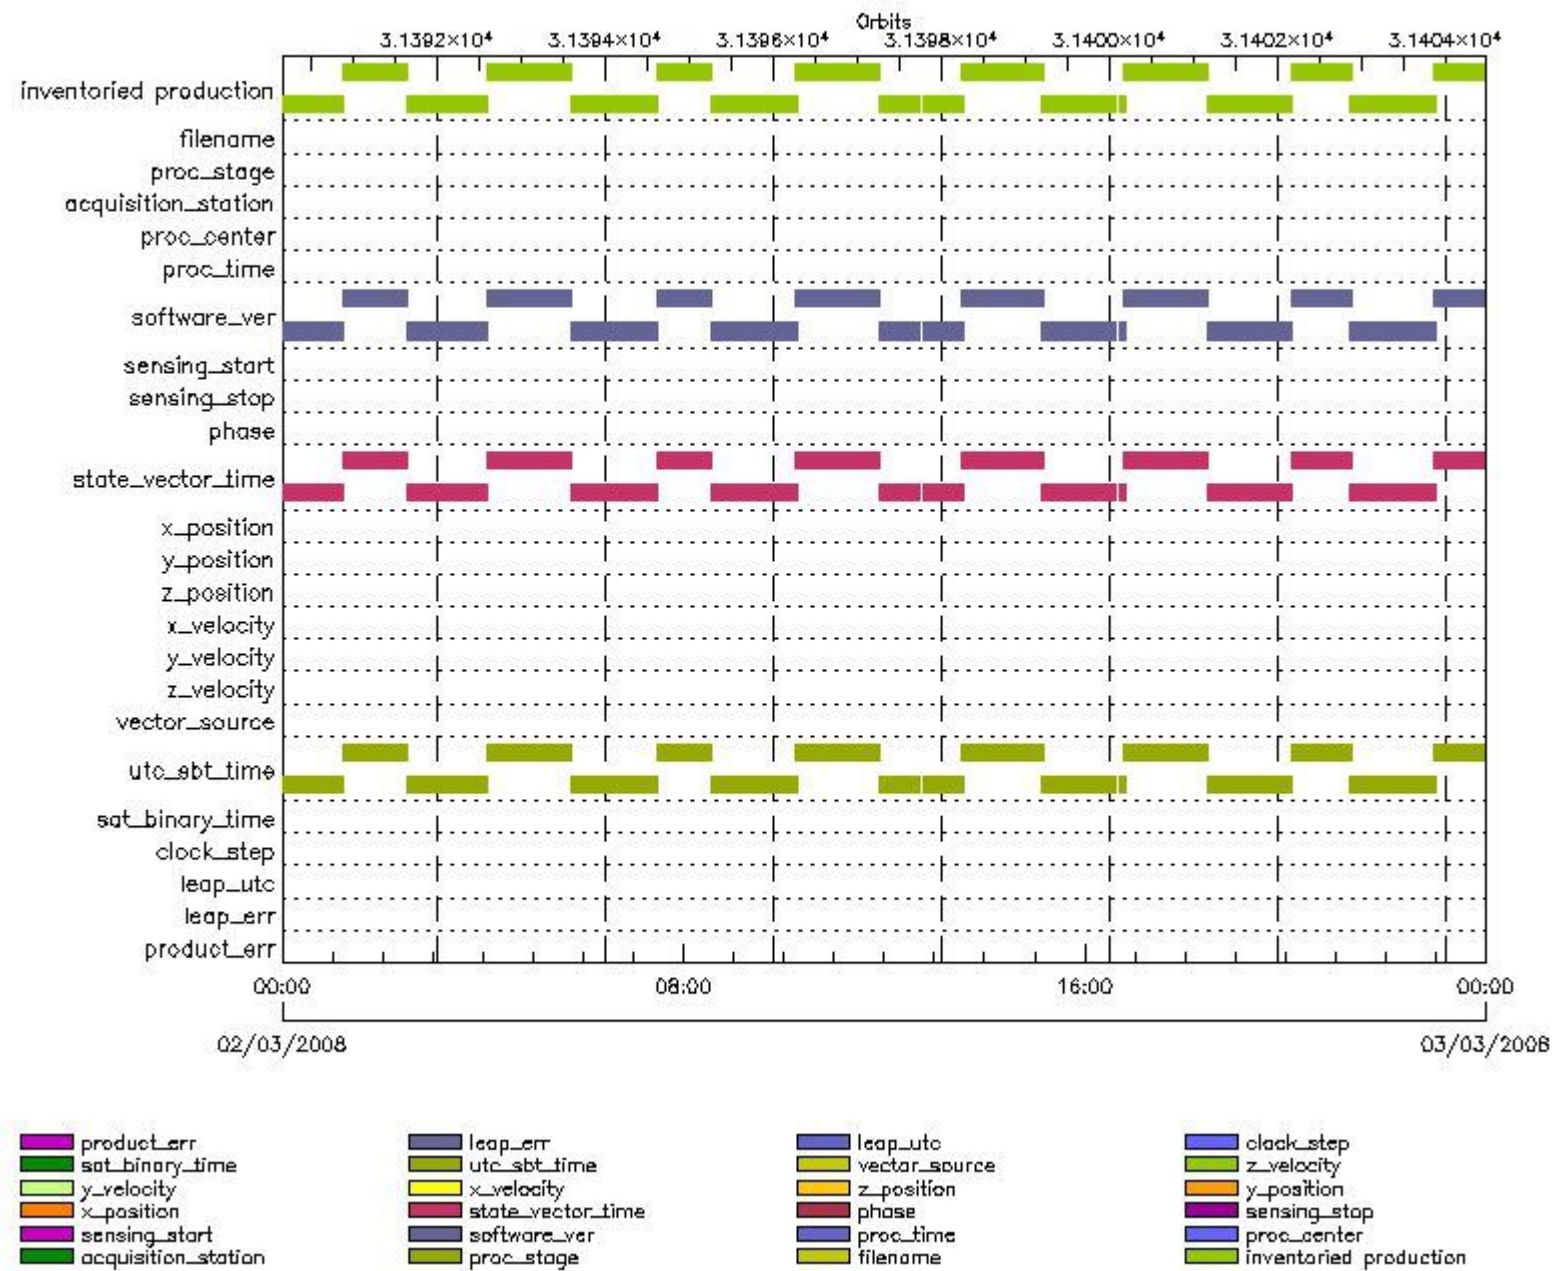 Orbits
3.1392×10⁴ 3.1394×10⁴ 3.1396×10⁴ 3.1398×10⁴ 3.1400×10⁴ 3.1402×10⁴ 3.1404×10⁴
inventoried production
filename
proc_stage
acquisition_station
proc_center
proc_time
software_ver
sensing_start
sensing_stop
phase
state_vector_time
x_position
y_position
z_position
x_velocity
y_velocity
z_velocity
vector_source
utc_sbt_time
sat_binary_time
clock_step
leap_utc
leap_err
product_err
00:00 08:00 16:00 00:00
02/03/2008 03/03/2008
product_err leap_err leap_utc clock_step
sat_binary_time utc_sbt_time vector_source z_velocity
y_velocity x_velocity z_position y_position
x_position state_vector_time phase sensing_stop
sensing_start software_ver proc_time proc_center
acquisition_station proc_stage filename inventoried production